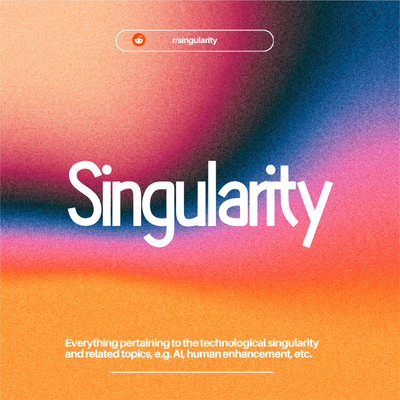 r/singularity
Singularity
Everything pertaining to the technological singularity
and related topics, e.g. AI, human enhancement, etc.